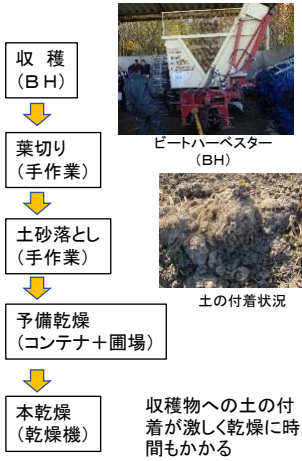 収 穫
(BH)
葉切り
(手作業)
土砂落とし
(手作業)
予備乾燥
(コンテナ+圃場)
本乾燥
(乾燥機)
ビートハーベスター
(BH)
土の付着状況
収穫物への土の付
着が激しく乾燥に時
間もかかる